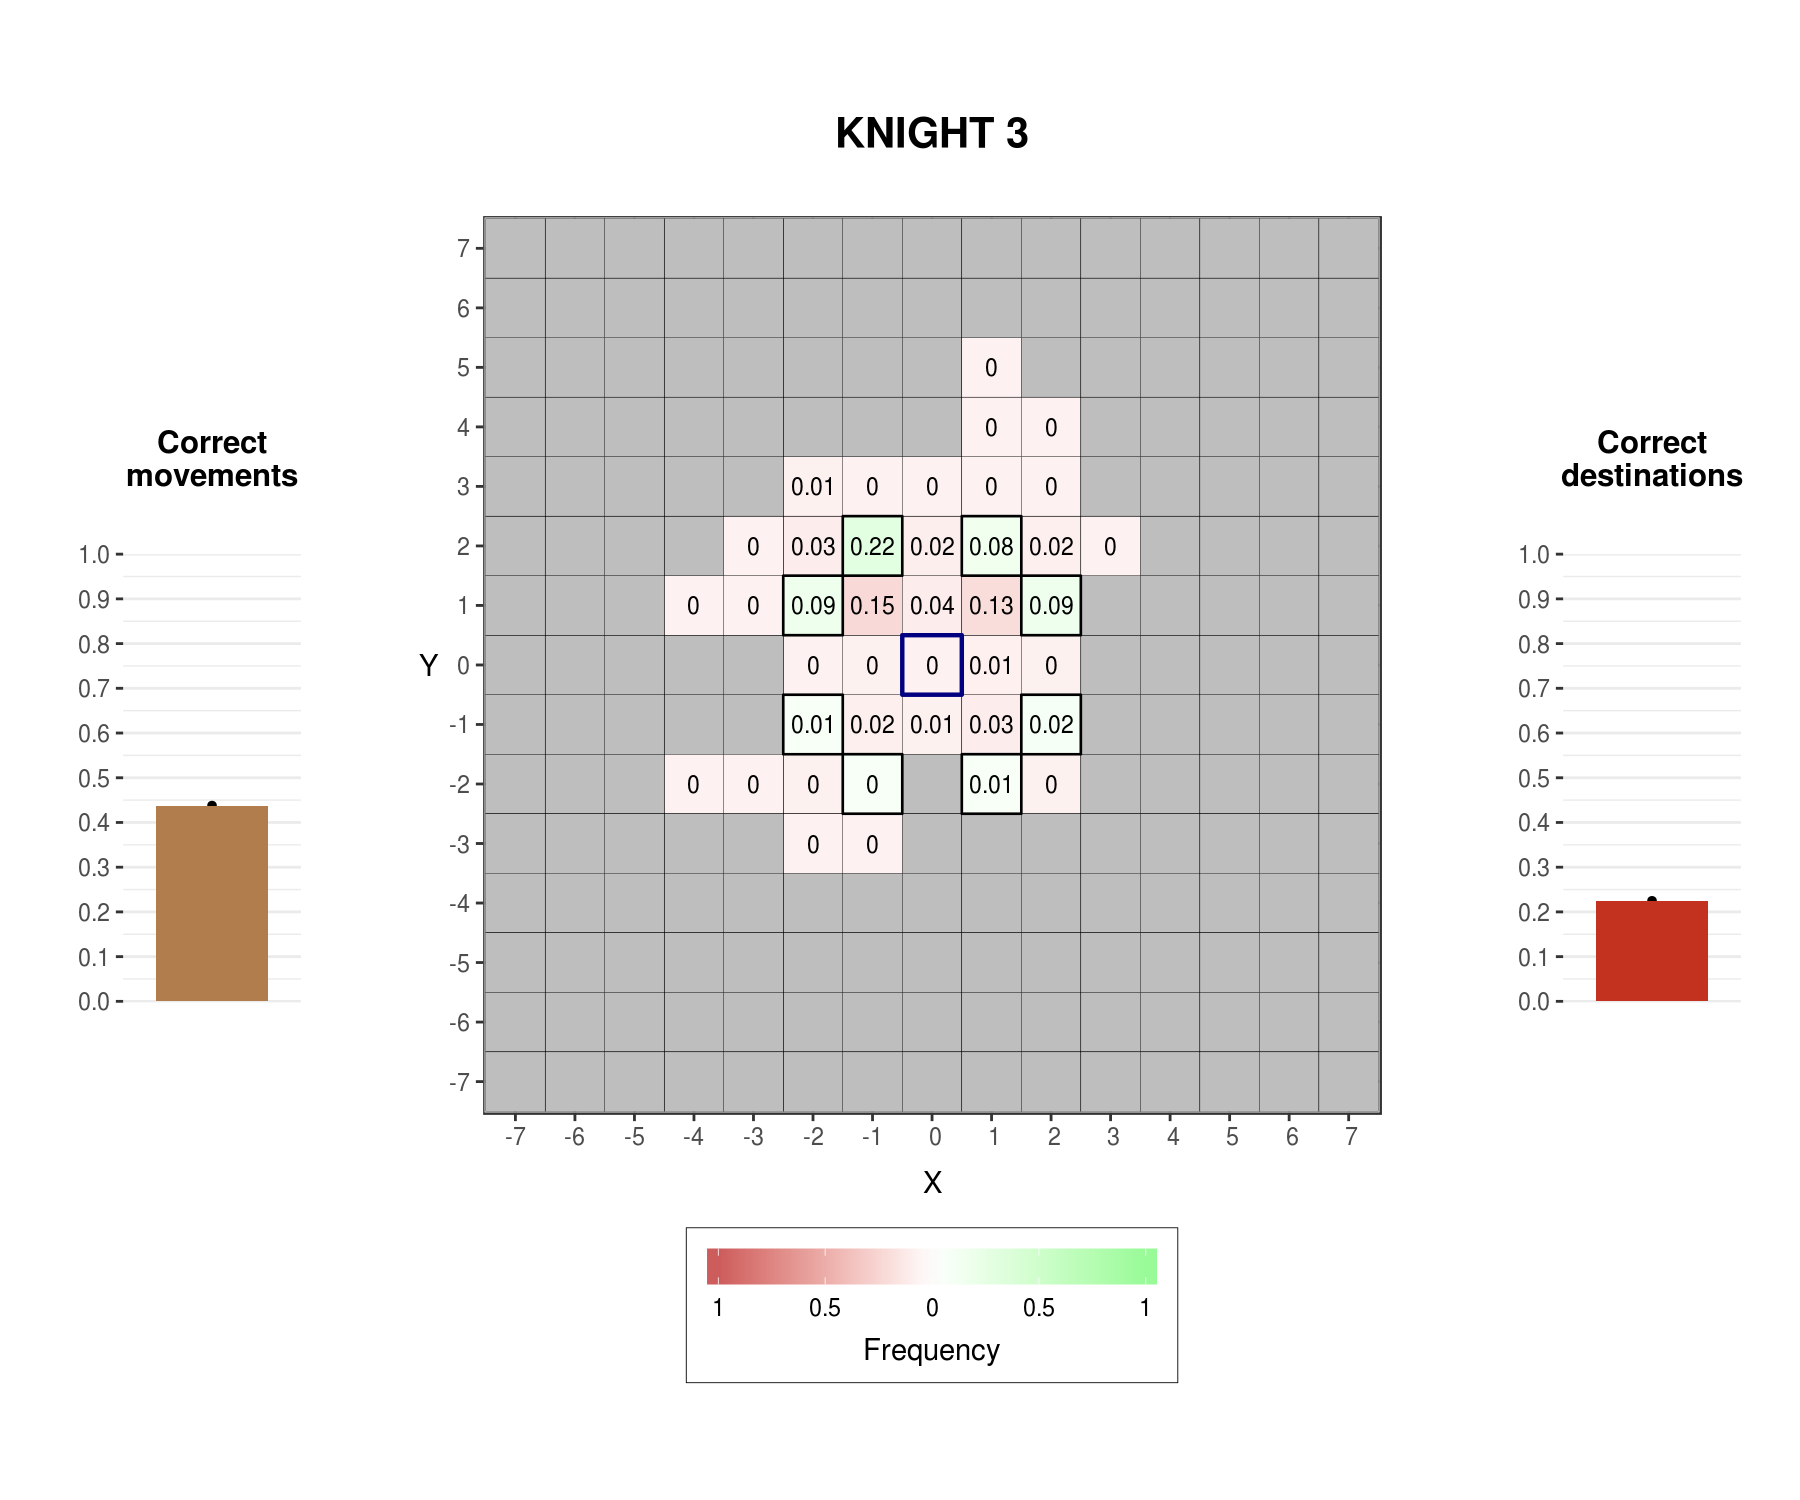 KNIGHT 3
Correct
movements
1.0
0.9
0.8
0.7
0.6
0.5
0.4
0.3
0.2
0.1
0.0
Y
7
6
5 0
4 0 0
3 0.01 0 0 0 0
2 0 0.03 0.22 0.02 0.08 0.02 0
1 0 0 0.09 0.15 0.04 0.13 0.09
0 0 0 0 0.01 0
-1 0.01 0.02 0.01 0.03 0.02
-2 0 0 0 0 0.01 0
-3 0 0
-4
-5
-6
-7
-7 -6 -5 -4 -3 -2 -1 0 1 2 3 4 5 6 7
X
1 0.5 0 0.5 1
Frequency
Correct
destinations
1.0
0.9
0.8
0.7
0.6
0.5
0.4
0.3
0.2
0.1
0.0